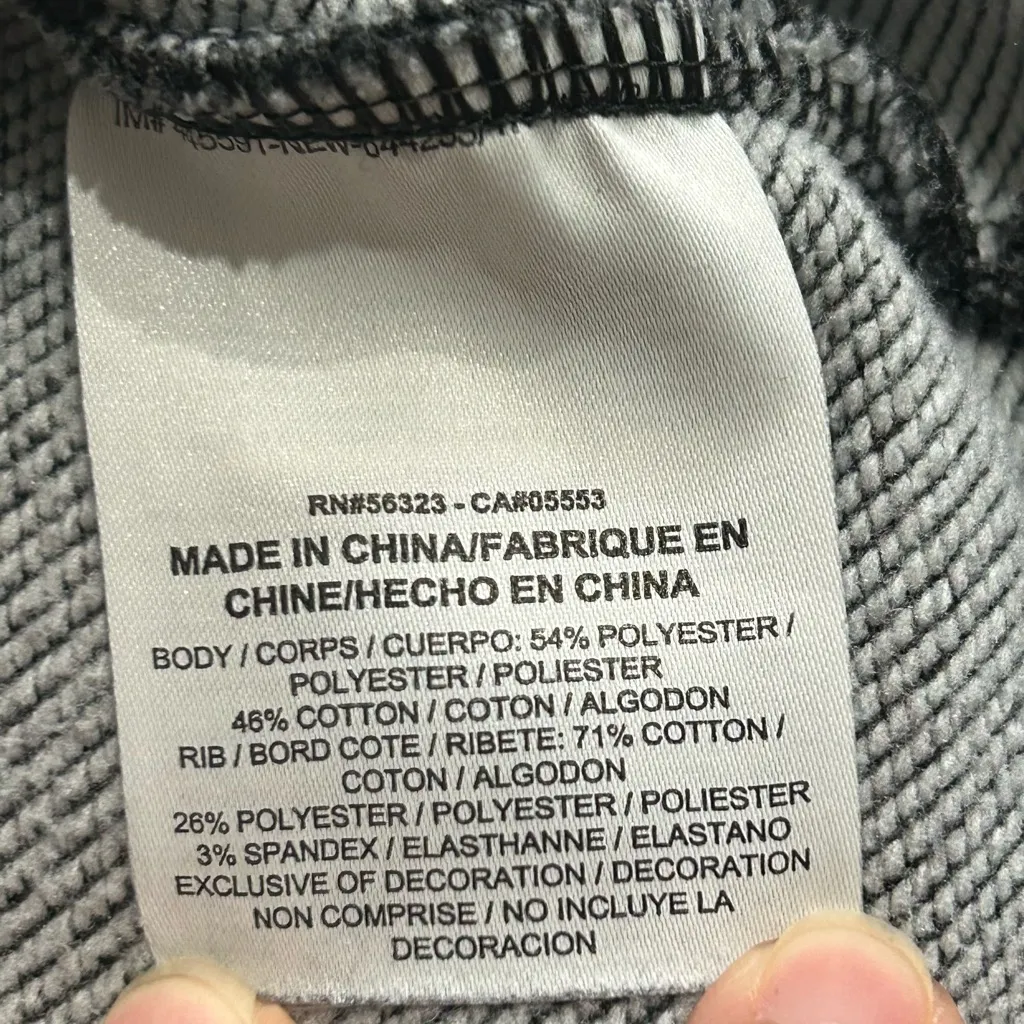 RN#56323 - CA#05553
MADE IN CHINA/FABRIQUE EN
CHINE/HECHO EN CHINA
BODY / CORPS / CUERPO: 54% POLYESTER /
POLYESTER / POLIESTER
46% COTTON / COTON / ALGODON
RIB / BORD COTE / RIBETE: 71% COTTON /
COTON / ALGODON
26% POLYESTER / POLYESTER / POLIESTER
3% SPANDEX / ELASTHANNE / ELASTANO
EXCLUSIVE OF DECORATION / DECORATION
NON COMPRISE / NO INCLUYE LA
DECORACION